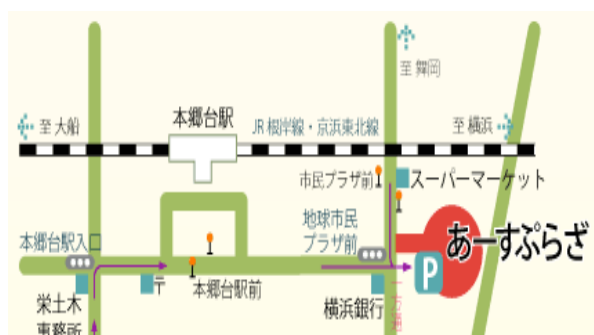 至 舞岡
本郷台駅
至 大船
JR 根岸線・京浜東北線
至 横浜
市民プラザ前
スーパーマーケット
地球市民
プラザ前
あーすぷらざ
本郷台駅入口
P
〒
本郷台駅前
栄土木
事務所
横浜銀行
一方通